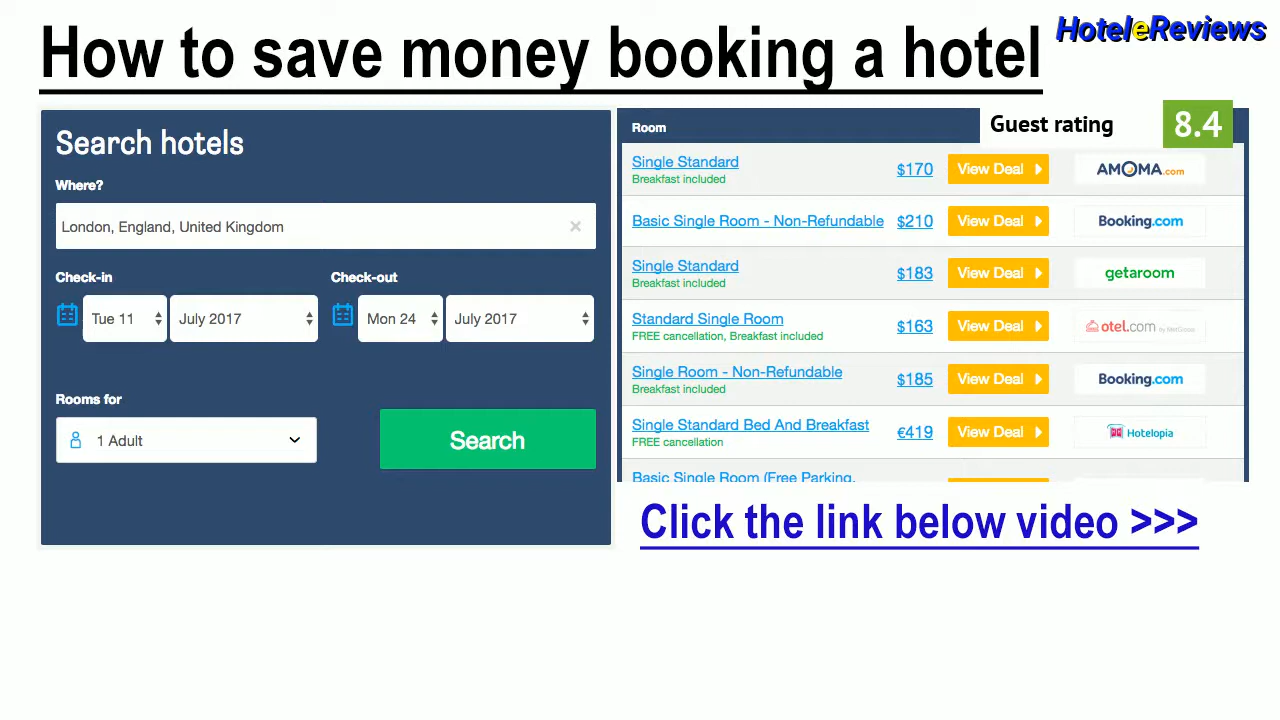 How to save money booking a hotel
HoteleReviews
Search hotels
Where?
London, England, United Kingdom
Check-in
Check-out
Tue 11
July 2017
Mon 24
July 2017
Rooms for
1 Adult
Search
Room
Guest rating
8.4
Single Standard
Breakfast included
$170
View Deal
AMOMA.com
Basic Single Room - Non-Refundable
$210
View Deal
Booking.com
Single Standard
Breakfast included
$183
View Deal
getaroom
Standard Single Room
FREE cancellation, Breakfast included
$163
View Deal
otel.com
Single Room - Non-Refundable
Breakfast included
$185
View Deal
Booking.com
Single Standard Bed And Breakfast
FREE cancellation
€419
View Deal
Hotelopia
Basic Single Room (Free Parking,
Click the link below video >>>